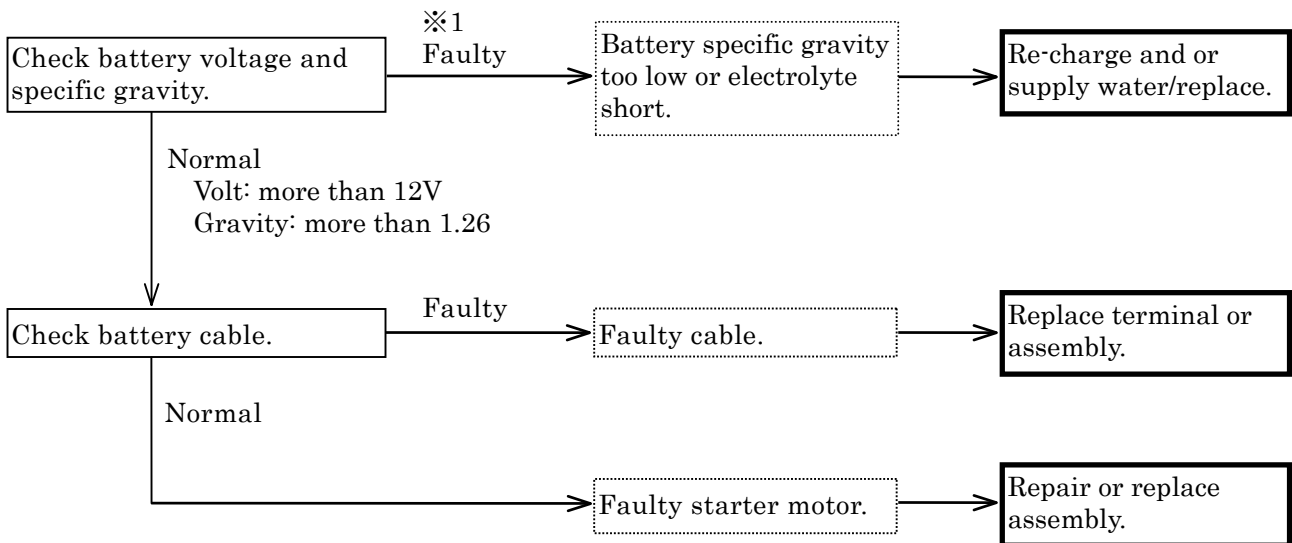 ※1
Faulty
Check battery voltage and
specific gravity.
Battery specific gravity
too low or electrolyte
short.
Re-charge and or
supply water/replace.
Normal
Volt: more than 12V
Gravity: more than 1.26
Check battery cable.
Faulty
Faulty cable.
Replace terminal or
assembly.
Normal
Faulty starter motor.
Repair or replace
assembly.